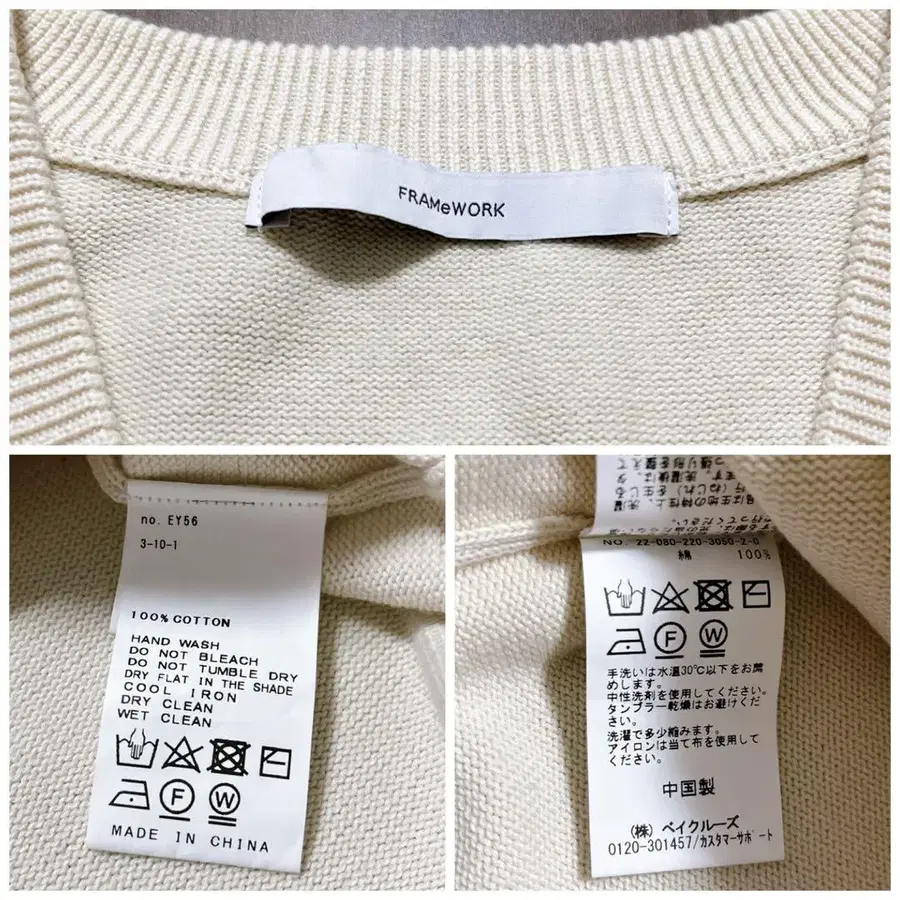 FRAMeWORK
no. EY56
3-10-1
100% COTTON
HAND WASH
DO NOT BLEACH
DO NOT TUMBLE DRY
DRY FLAT IN THE SHADE
COOL IRON
DRY CLEAN
WET CLEAN
F W
MADE IN CHINA
NO. 22-080-220-3050-2-0
綿 100%
F W
手洗いは水温30℃以下をお薦
めします。
中性洗剤を使用してください。
タンブラー乾燥はお避けくだ
さい。
洗濯で多少縮みます。
アイロンは当て布を使用して
ください。
中国製
(株) ベイクルーズ
0120-301457/カスタマーサポート